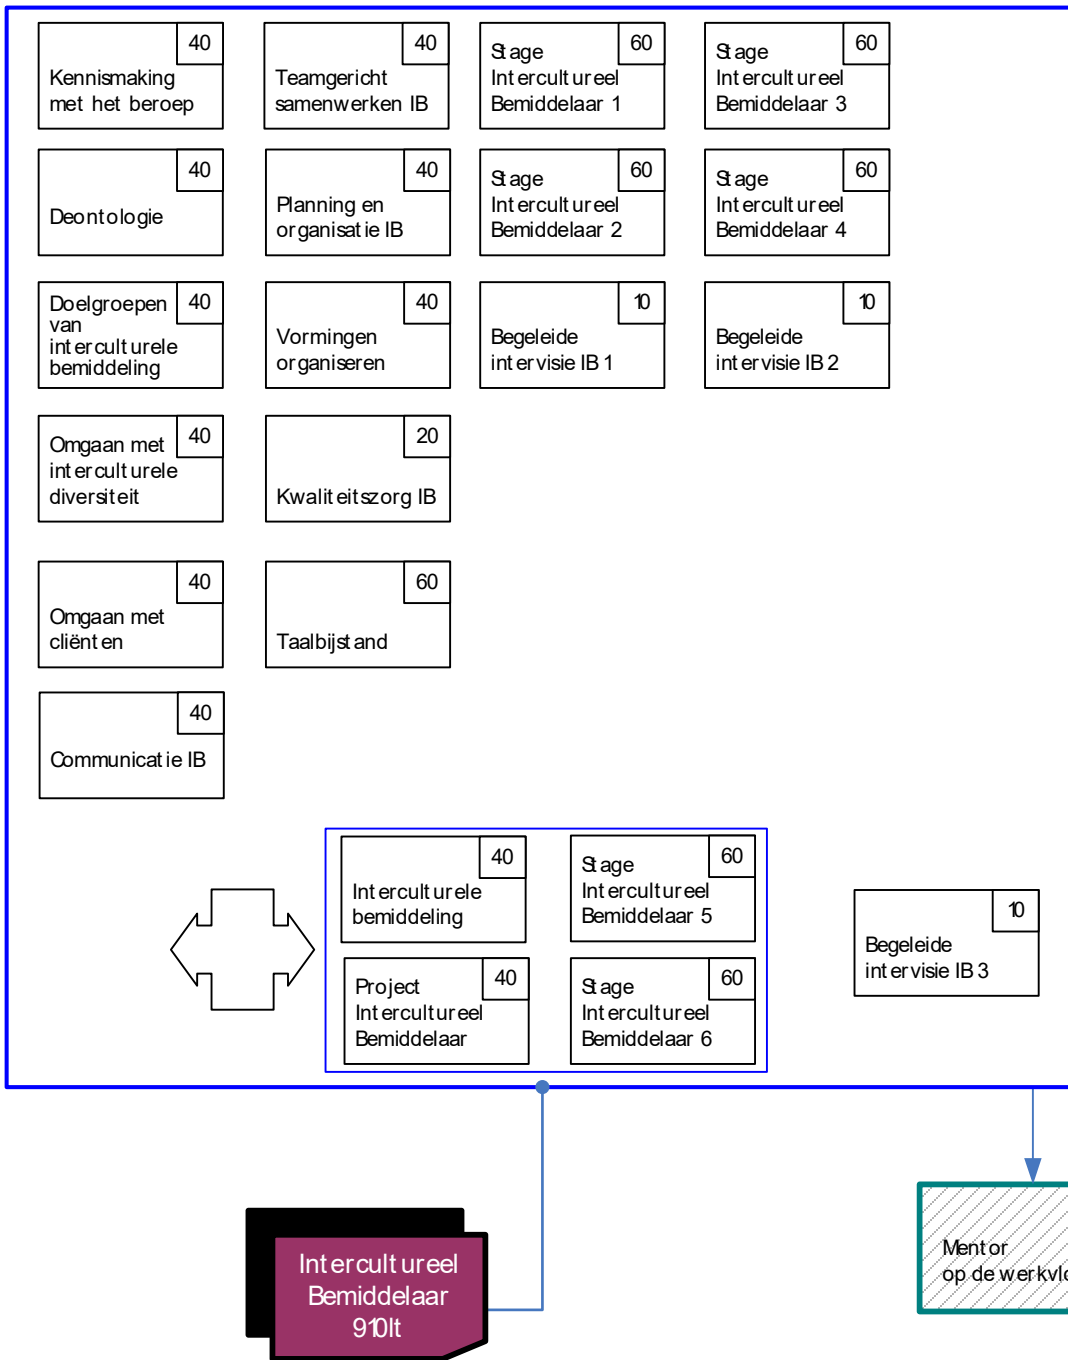 40
Kennismaking
met het beroep
40
Teamgericht
samenwerken IB
60
Stage
Intercultureel
Bemiddelaar 1
60
Stage
Intercultureel
Bemiddelaar 3
40
Deontologie
40
Planning en
organisatie IB
60
Stage
Intercultureel
Bemiddelaar 2
60
Stage
Intercultureel
Bemiddelaar 4
40
Doelgroepen
van
interculturele
bemiddeling
40
Vormingen
organiseren
10
Begeleide
intervisie IB 1
10
Begeleide
intervisie IB 2
40
Omgaan met
interculturele
diversiteit
20
Kwaliteitszorg IB
40
Omgaan met
cliënten
60
Taalbijstand
40
Communicatie IB
40
Interculturele
bemiddeling
60
Stage
Intercultureel
Bemiddelaar 5
10
Begeleide
intervisie IB 3
40
Project
Intercultureel
Bemiddelaar
60
Stage
Intercultureel
Bemiddelaar 6
Intercultureel
Bemiddelaar
910lt
Mentor
op de werkvlo